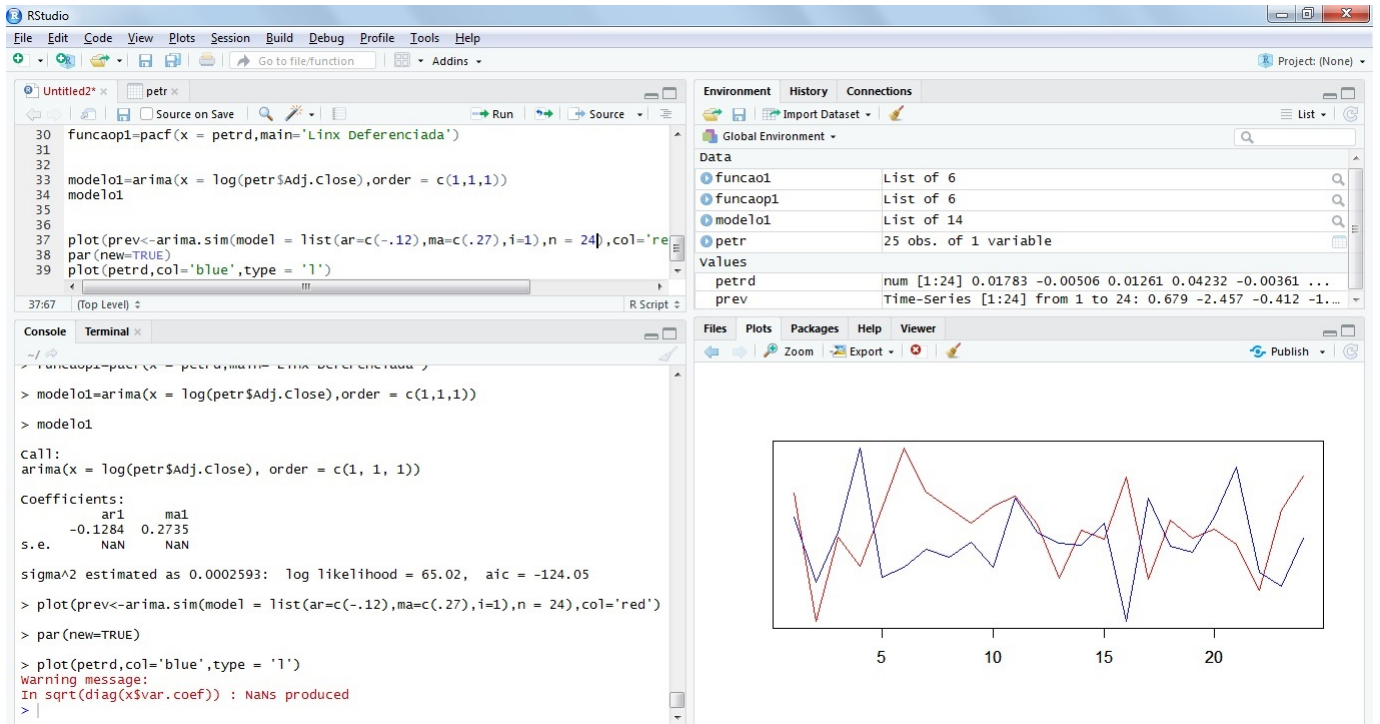 RStudio
File Edit Code View Plots Session Build Debug Profile Tools Help
Go to file/function Addins Project: (None)
Untitled2* petr
Source on Save Run Source
30 funcaop1=pacf(x = petrd,main='Linx Deferenciada')
31
32
33 modelo1=arima(x = log(petr$Adj.Close),order = c(1,1,1))
34 modelo1
35
36
37 plot(prev<-arima.sim(model = list(ar=c(-.12),ma=c(.27),i=1),n = 24),col='re
38 par(new=TRUE)
39 plot(petrd,col='blue',type = 'l')
37:67 (Top Level) R Script
Console Terminal
~/
> funcaop1=pacf(x = petrd,main='Linx Deferenciada')
> modelo1=arima(x = log(petr$Adj.Close),order = c(1,1,1))
> modelo1
Call:
arima(x = log(petr$Adj.Close), order = c(1, 1, 1))
Coefficients:
ar1 ma1
-0.1284 0.2735
s.e. NaN NaN
sigma^2 estimated as 0.0002593: log likelihood = 65.02, aic = -124.05
> plot(prev<-arima.sim(model = list(ar=c(-.12),ma=c(.27),i=1),n = 24),col='red')
> par(new=TRUE)
> plot(petrd,col='blue',type = 'l')
Warning message:
In sqrt(diag(x$var.coef)) : NaNs produced
>
Environment History Connections
Import Dataset List
Global Environment
Data
funcao1 List of 6
funcaop1 List of 6
modelo1 List of 14
petr 25 obs. of 1 variable
Values
petrd num [1:24] 0.01783 -0.00506 0.01261 0.04232 -0.00361 ...
prev Time-Series [1:24] from 1 to 24: 0.679 -2.457 -0.412 -1....
Files Plots Packages Help Viewer
Zoom Export Publish
5 10 15 20